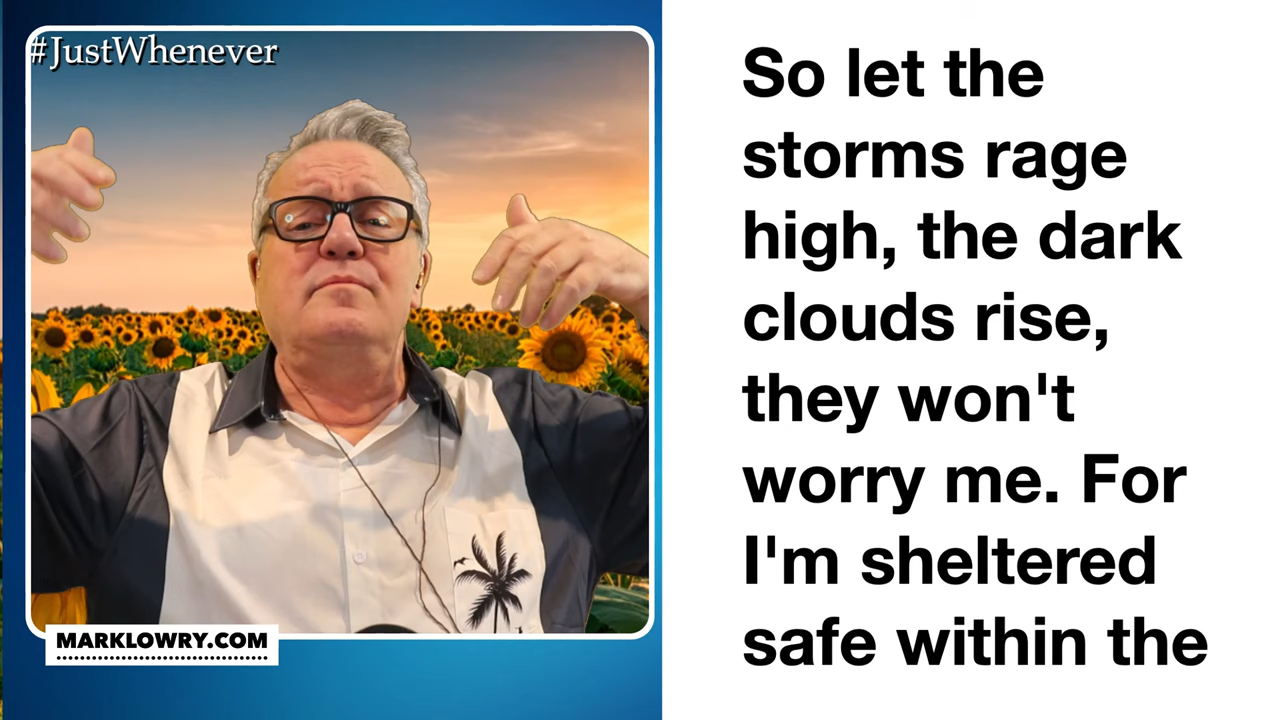 #JustWhenever
MARKLOWRY.COM
So let the
storms rage
high, the dark
clouds rise,
they won't
worry me. For
I'm sheltered
safe within the